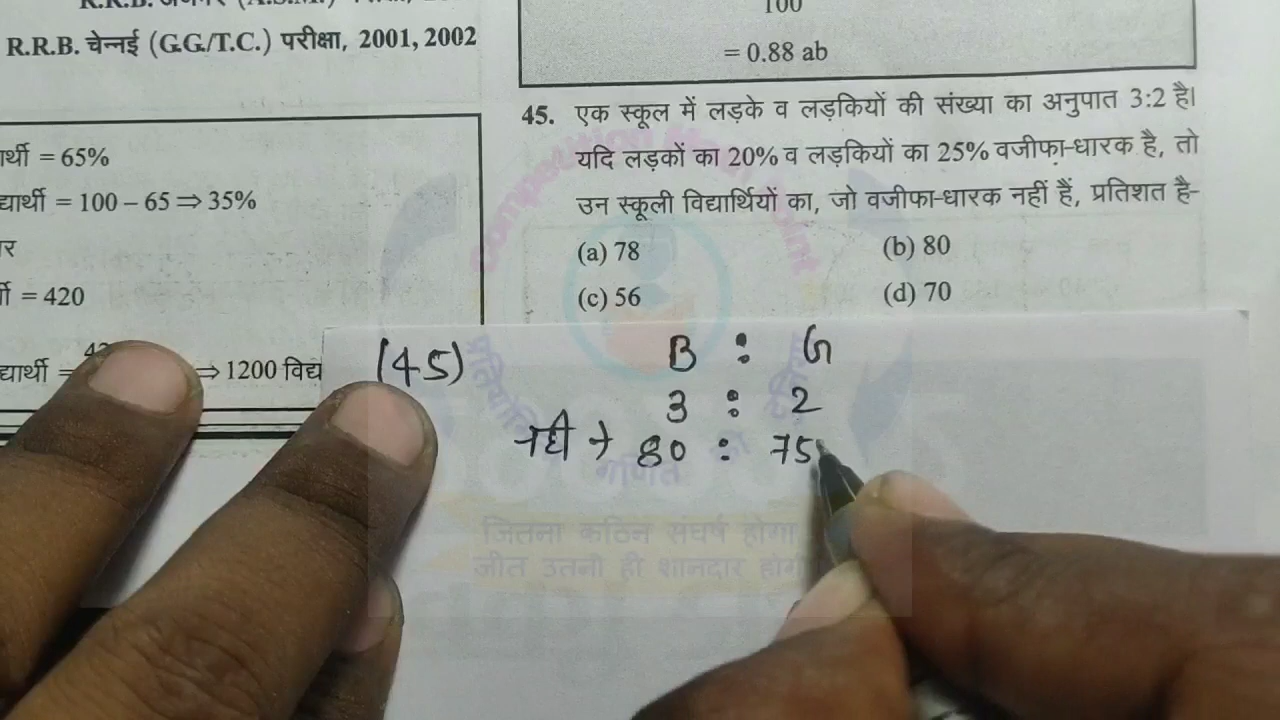 R.R.B. चेन्नई (G.G/T.C.) परीक्षा, 2001, 2002
100
= 0.88 ab
= 65%
= 100 – 65 ⇒ 35%
= 420
⇒ 1200 विद्य
45. एक स्कूल में लड़के व लड़कियों की संख्या का अनुपात 3:2 है।
यदि लड़कों का 20% व लड़कियों का 25% वजीफा-धारक है, तो
उन स्कूली विद्यार्थियों का, जो वजीफा-धारक नहीं हैं, प्रतिशत है-
(a) 78 (b) 80
(c) 56 (d) 70
(45) B : G
3 : 2
नही → 80 : 75
गणित का
जितना कठिन संघर्ष होगा
जीत उतनी ही शानदार होगी